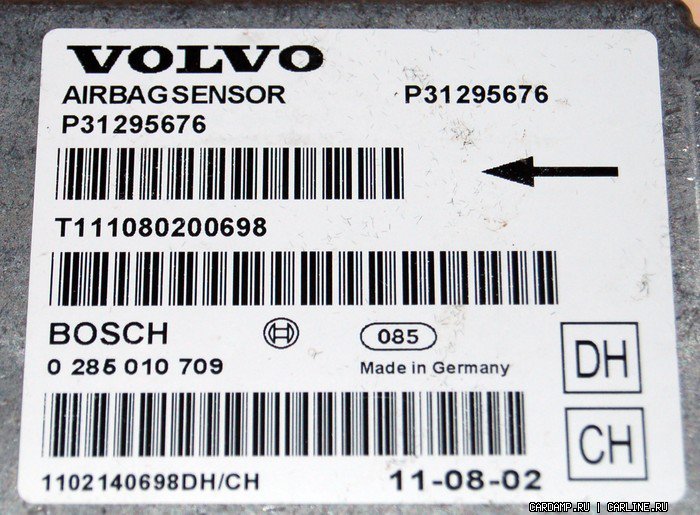 VOLVO
AIRBAGSENSOR P31295676
P31295676
T111080200698
BOSCH 085
0 285 010 709 Made in Germany
DH
CH
1102140698DH/CH 11-08-02
CARDAMP.RU | CARLINE.RU